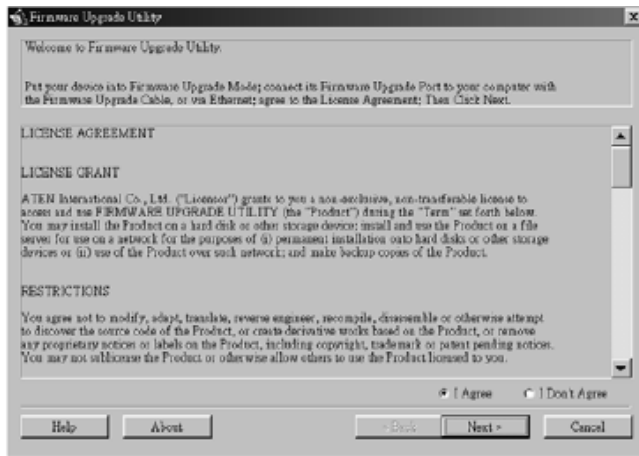 Firmware Upgrade Utility
Welcome to Firmware Upgrade Utility.
Put your device into Firmware Upgrade Mode; connect its Firmware Upgrade Port to your computer with
the Firmware Upgrade Cable, or via Ethernet; agree to the License Agreement; Then Click Next.
LICENSE AGREEMENT
LICENSE GRANT
ATEN International Co., Ltd. ("Licensor") grants to you a non-exclusive, non-transferable license to
access and use FIRMWARE UPGRADE UTILITY (the "Product") during the "Term" set forth below.
You may install the Product on a hard disk or other storage device; install and use the Product on a file
server for use on a network for the purposes of (i) permanent installation onto hard disks or other storage
devices or (ii) use of the Product over such network; and make backup copies of the Product.
RESTRICTIONS
You agree not to modify, adapt, translate, reverse engineer, recompile, disassemble or otherwise attempt
to discover the source code of the Product, or create derivative works based on the Product, or remove
any proprietary notices or labels on the Product, including copyright, trademark or patent pending notices.
You may not sublicense the Product or otherwise allow others to use the Product licensed to you.
I Agree I Don't Agree
Help About < Back Next > Cancel